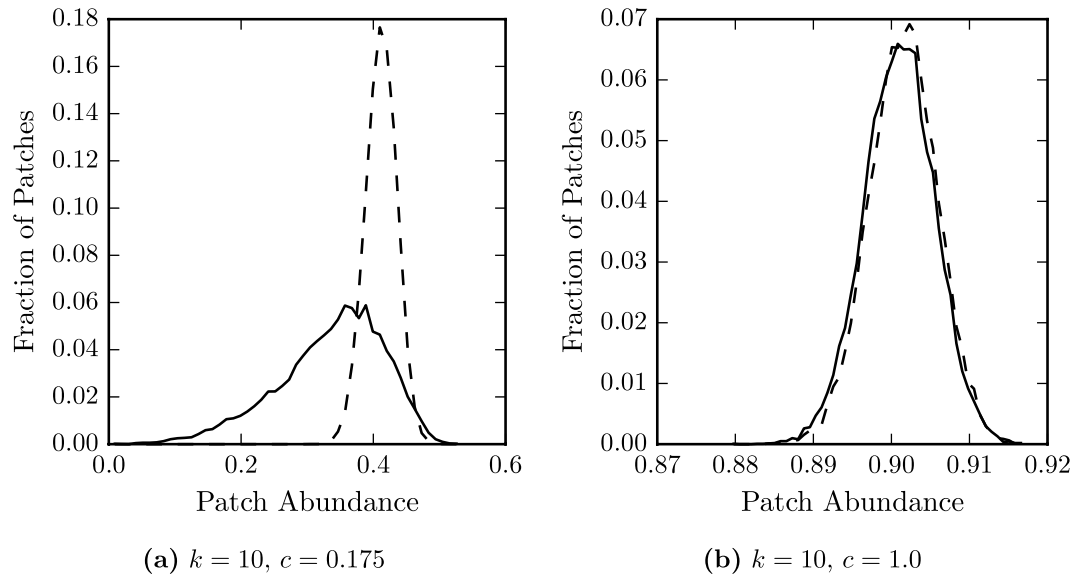 0.18
0.16
0.14
0.12
0.10
0.08
0.06
0.04
0.02
0.00
0.0 0.2 0.4 0.6
Fraction of Patches
Patch Abundance
(a) k = 10, c = 0.175
0.07
0.06
0.05
0.04
0.03
0.02
0.01
0.00
0.87 0.88 0.89 0.90 0.91 0.92
Fraction of Patches
Patch Abundance
(b) k = 10, c = 1.0